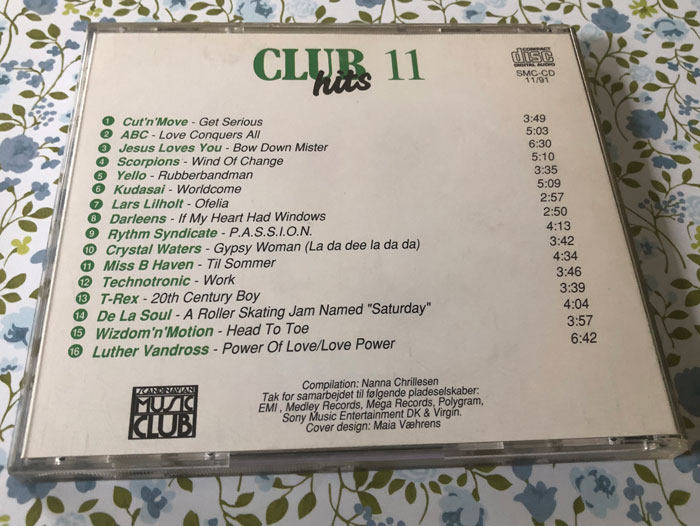 CLUB 11
hits
COMPACT
disc
DIGITAL AUDIO
SMC-CD
11/91
1 Cut'n'Move - Get Serious 3:49
2 ABC - Love Conquers All 5:03
3 Jesus Loves You - Bow Down Mister 6:30
4 Scorpions - Wind Of Change 5:10
5 Yello - Rubberbandman 3:35
6 Kudasai - Worldcome 5:09
7 Lars Lilholt - Ofelia 2:57
8 Darleens - If My Heart Had Windows 2:50
9 Rythm Syndicate - P.A.S.S.I.O.N. 4:13
10 Crystal Waters - Gypsy Woman (La da dee la da da) 3:42
11 Miss B Haven - Til Sommer 4:34
12 Technotronic - Work 3:46
13 T-Rex - 20th Century Boy 3:39
14 De La Soul - A Roller Skating Jam Named "Saturday" 4:04
15 Wizdom'n'Motion - Head To Toe 3:57
16 Luther Vandross - Power Of Love/Love Power 6:42
SCANDINAVIAN
MUSIC
CLUB
Compilation: Nanna Chrillesen
Tak for samarbejdet til følgende pladeselskaber:
EMI , Medley Records, Mega Records, Polygram,
Sony Music Entertainment DK & Virgin.
Cover design: Maia Væhrens